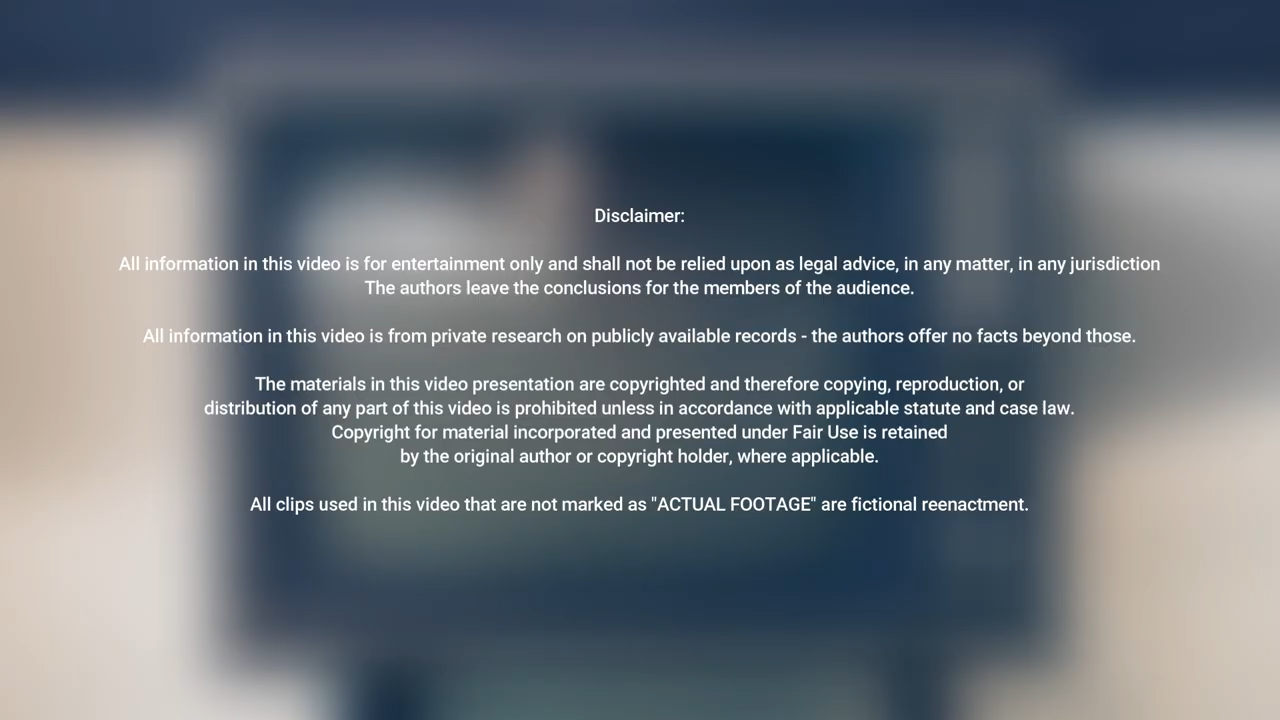 Disclaimer:
All information in this video is for entertainment only and shall not be relied upon as legal advice, in any matter, in any jurisdiction
The authors leave the conclusions for the members of the audience.
All information in this video is from private research on publicly available records - the authors offer no facts beyond those.
The materials in this video presentation are copyrighted and therefore copying, reproduction, or
distribution of any part of this video is prohibited unless in accordance with applicable statute and case law.
Copyright for material incorporated and presented under Fair Use is retained
by the original author or copyright holder, where applicable.
All clips used in this video that are not marked as "ACTUAL FOOTAGE" are fictional reenactment.